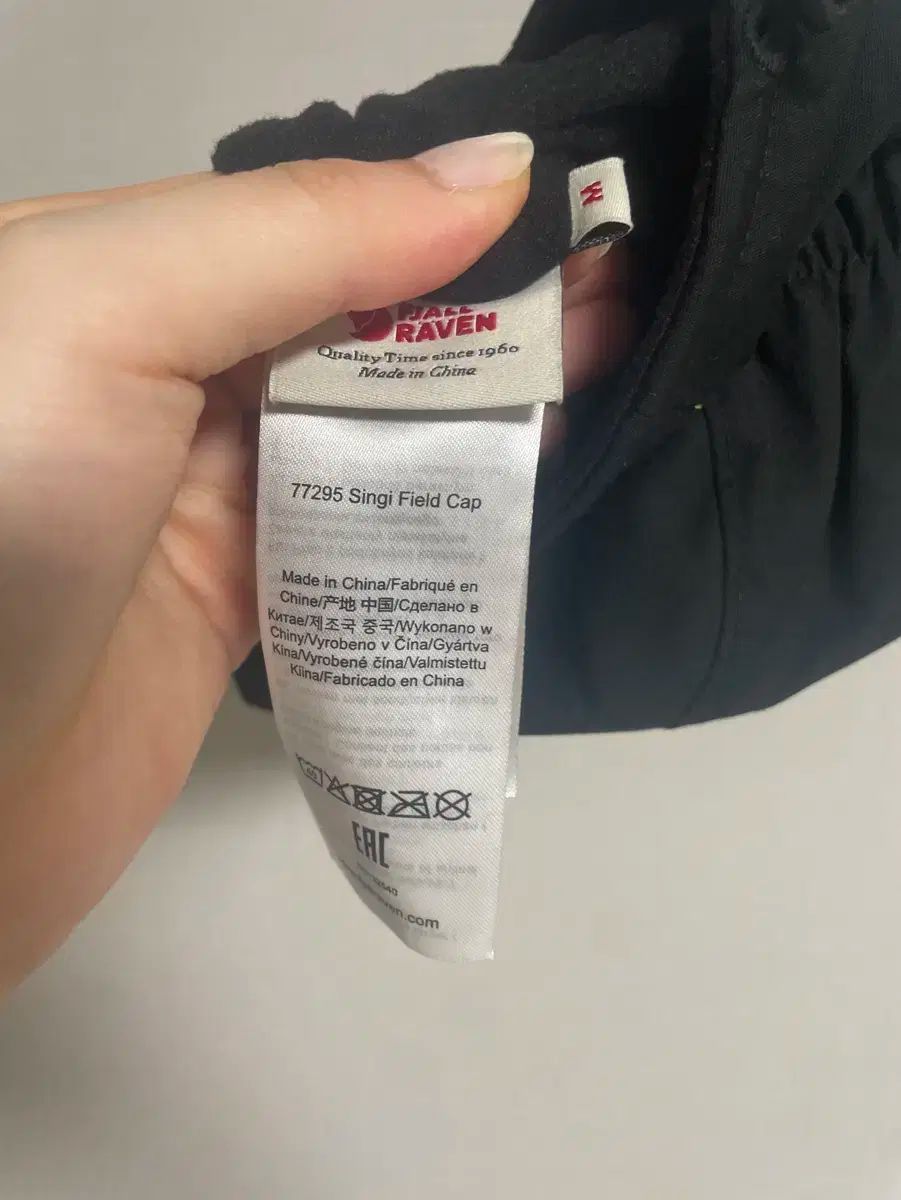 M
FJÄLL
RÄVEN
Quality Time since 1960
Made in China
77295 Singi Field Cap
Made in China/Fabriqué en
Chine/产地 中国/Сделано в
Китае/제조국 중국/Wykonano w
Chiny/Vyrobeno v Čína/Gyártva
Kína/Vyrobené čína/Valmistettu
Kiina/Fabricado en China
EAC